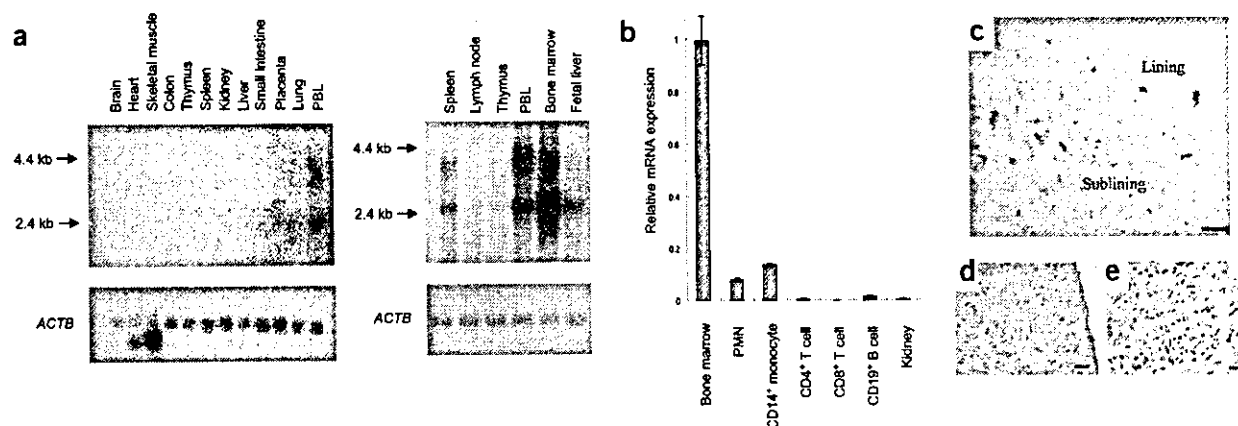 a
Brain
Heart
Skeletal muscle
Colon
Thymus
Spleen
Kidney
Liver
Small intestine
Placenta
Lung
PBL
4.4 kb
2.4 kb
ACTB
Spleen
Lymph node
Thymus
PBL
Bone marrow
Fetal liver
4.4 kb
2.4 kb
ACTB
b
Relative mRNA expression
1
0.8
0.6
0.4
0.2
0
Bone marrow
PMN
CD14⁺ monocyte
CD4⁺ T cell
CD8⁺ T cell
CD19⁺ B cell
Kidney
c
Lining
Sublining
d
e